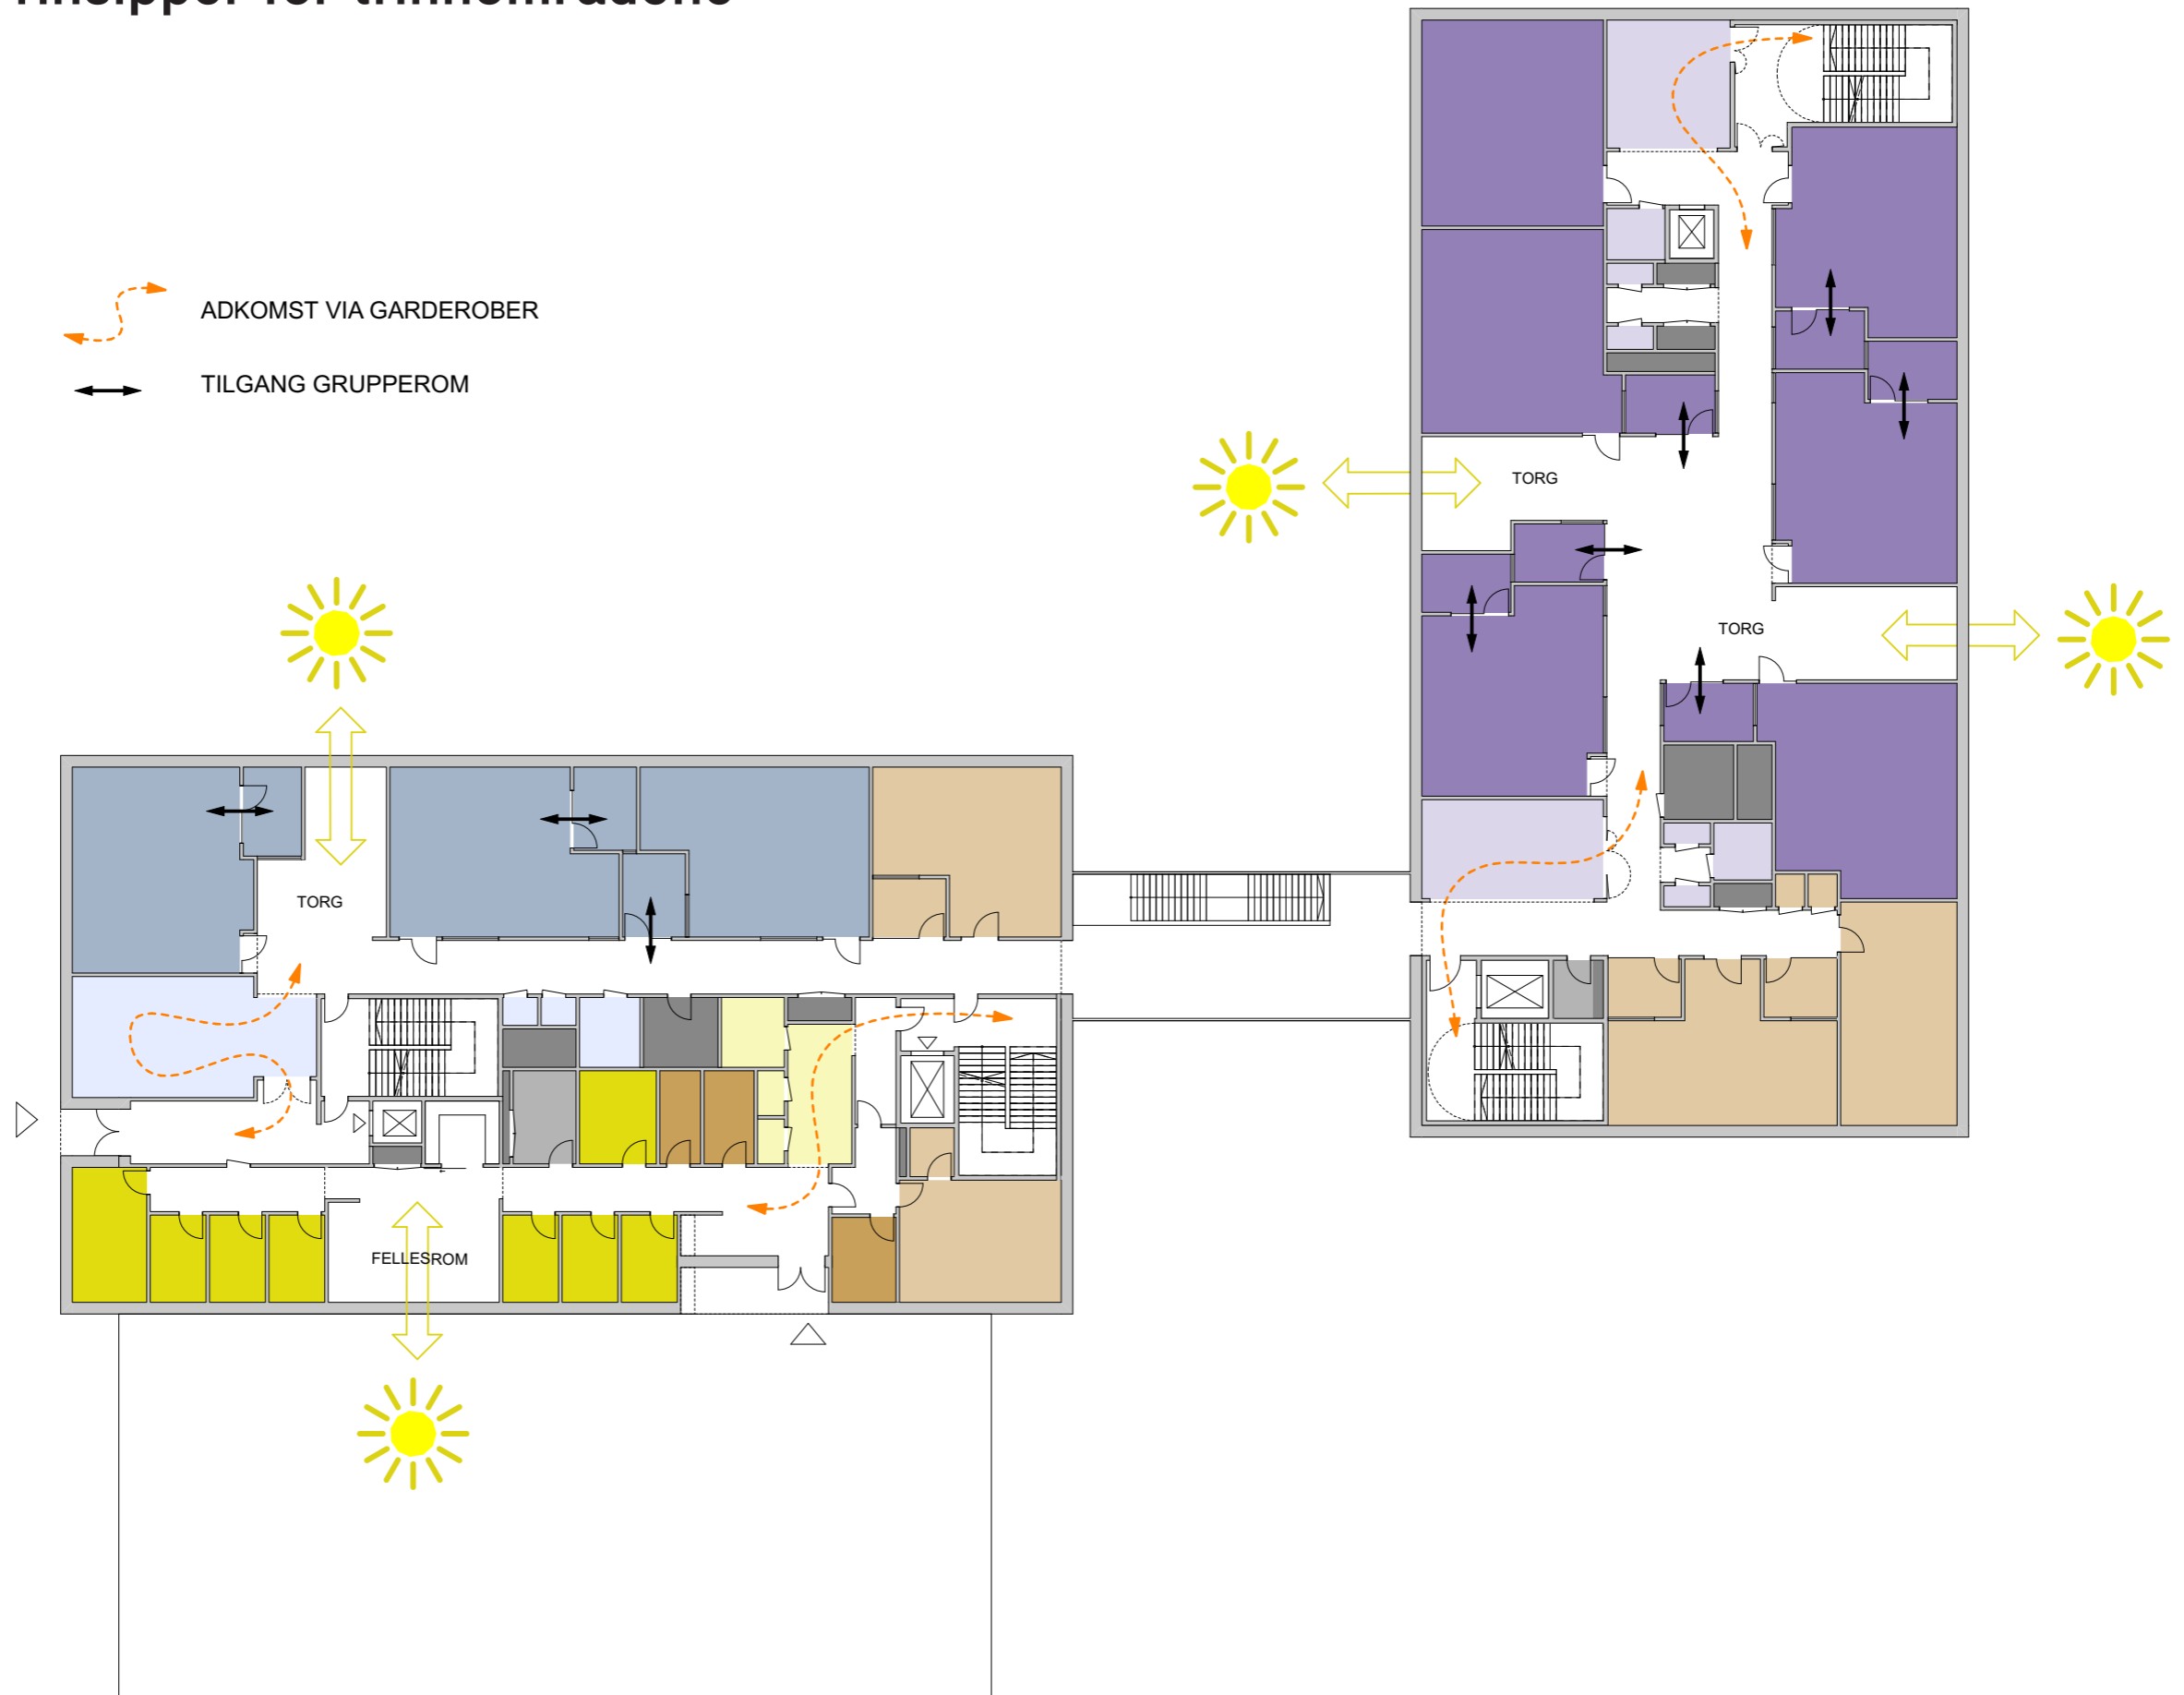 ADKOMST VIA GARDEROBER
TILGANG GRUPPEROM
TORG
TORG
TORG
FELLESROM